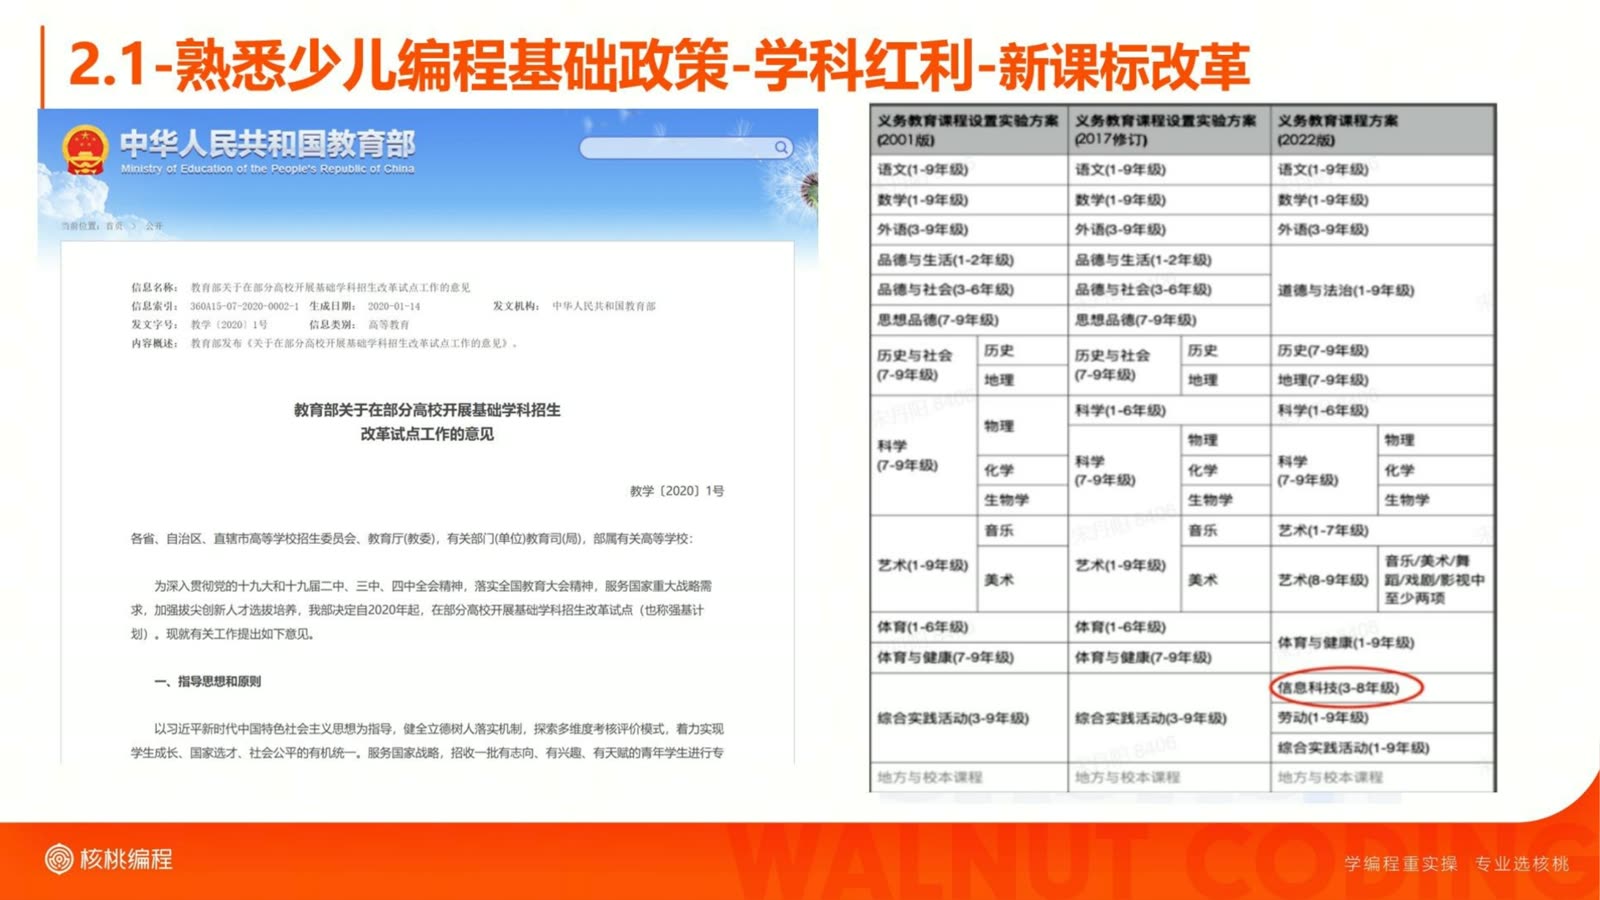 2.1-熟悉少儿编程基础政策-学科红利-新课标改革
中华人民共和国教育部
Ministry of Education of the People's Republic of China
当前位置：首页 > 公开
信息名称： 教育部关于在部分高校开展基础学科招生改革试点工作的意见
信息索引： 360A15-07-2020-0002-1 生成日期： 2020-01-14 发文机构： 中华人民共和国教育部
发文字号： 教学〔2020〕1号 信息类别： 高等教育
内容概述： 教育部发布《关于在部分高校开展基础学科招生改革试点工作的意见》。
教育部关于在部分高校开展基础学科招生
改革试点工作的意见
教学〔2020〕1号
各省、自治区、直辖市高等学校招生委员会、教育厅(教委)，有关部门(单位)教育司(局)，部属有关高等学校：
为深入贯彻党的十九大和十九届二中、三中、四中全会精神，落实全国教育大会精神，服务国家重大战略需
求，加强拔尖创新人才选拔培养，我部决定自2020年起，在部分高校开展基础学科招生改革试点（也称强基计
划）。现就有关工作提出如下意见。
一、指导思想和原则
以习近平新时代中国特色社会主义思想为指导，健全立德树人落实机制，探索多维度考核评价模式，着力实现
学生成长、国家选才、社会公平的有机统一。服务国家战略，招收一批有志向、有兴趣、有天赋的青年学生进行专
义务教育课程设置实验方案 义务教育课程设置实验方案 义务教育课程方案
(2001版) (2017修订) (2022版)
语文(1-9年级) 语文(1-9年级) 语文(1-9年级)
数学(1-9年级) 数学(1-9年级) 数学(1-9年级)
外语(3-9年级) 外语(3-9年级) 外语(3-9年级)
品德与生活(1-2年级) 品德与生活(1-2年级)
品德与社会(3-6年级) 品德与社会(3-6年级) 道德与法治(1-9年级)
思想品德(7-9年级) 思想品德(7-9年级)
历史与社会 历史 历史与社会 历史 历史(7-9年级)
(7-9年级) 地理 (7-9年级) 地理 地理(7-9年级)
科学(1-6年级) 科学(1-6年级)
物理 物理 物理
科学 科学 科学
(7-9年级) 化学 (7-9年级) 化学 (7-9年级) 化学
生物学 生物学 生物学
音乐 音乐 艺术(1-7年级)
艺术(1-9年级) 美术 艺术(1-9年级) 美术 艺术(8-9年级) 音乐/美术/舞
蹈/戏剧/影视中
至少两项
体育(1-6年级) 体育(1-6年级) 体育与健康(1-9年级)
体育与健康(7-9年级) 体育与健康(7-9年级)
信息科技(3-8年级)
综合实践活动(3-9年级) 综合实践活动(3-9年级) 劳动(1-9年级)
综合实践活动(1-9年级)
地方与校本课程 地方与校本课程 地方与校本课程
核桃编程
WALNUT CODING
学编程重实操 专业选核桃